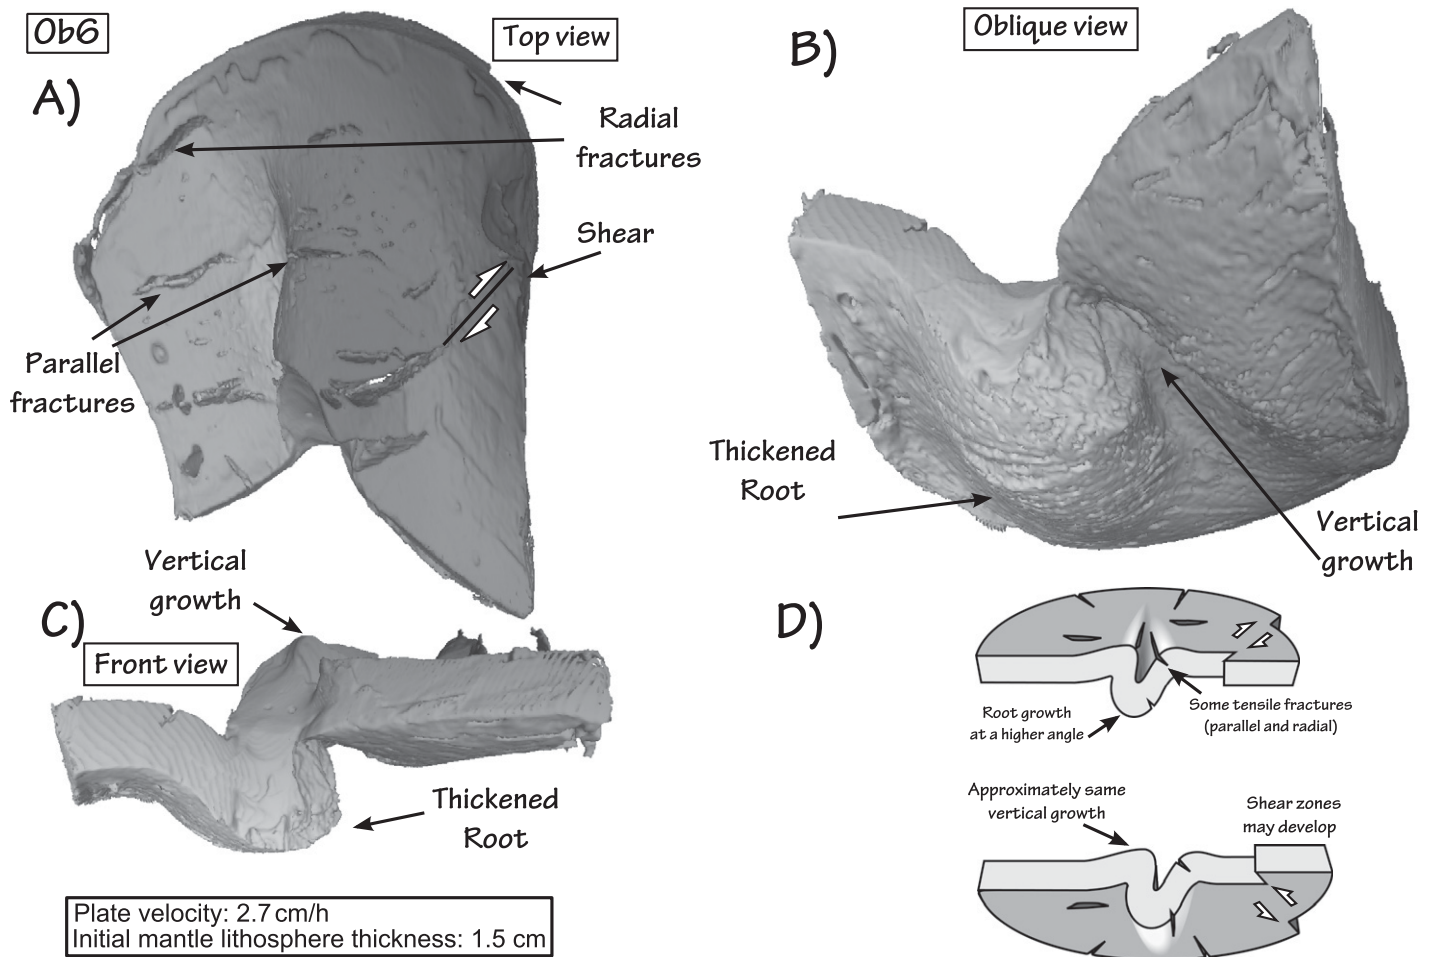 Ob6
A)
Top view
Radial
fractures
Shear
Parallel
fractures
B)
Oblique view
Thickened
Root
Vertical
growth
C)
Vertical
growth
Front view
Thickened
Root
Plate velocity: 2.7 cm/h
Initial mantle lithosphere thickness: 1.5 cm
D)
Root growth
at a higher angle
Some tensile fractures
(parallel and radial)
Approximately same
vertical growth
Shear zones
may develop